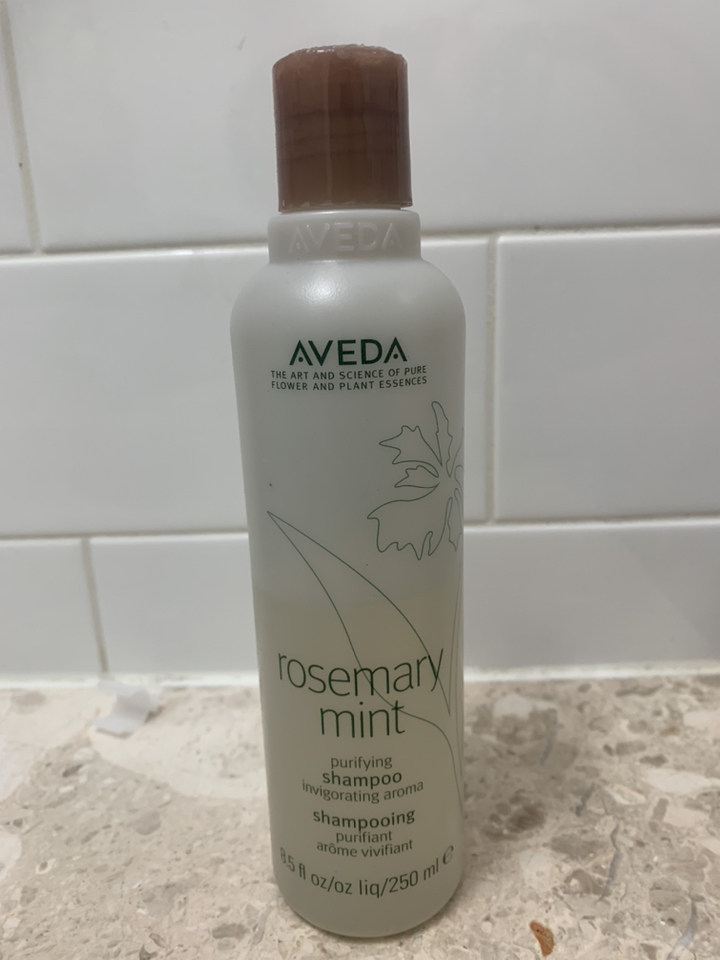 AVEDA
AVEDA
THE ART AND SCIENCE OF PURE
FLOWER AND PLANT ESSENCES
rosemary
mint
purifying
shampoo
invigorating aroma
shampooing
purifiant
arôme vivifiant
8.5 fl oz/oz liq/250 ml ℮